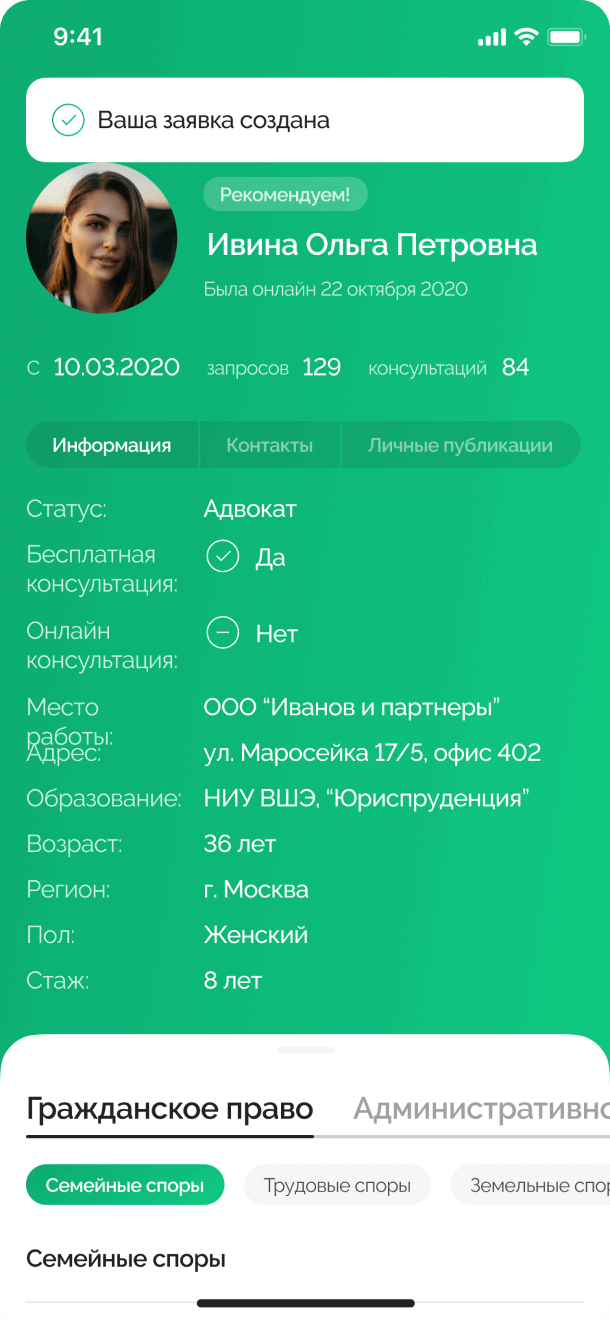 9:41
Ваша заявка создана
Рекомендуем!
Ивина Ольга Петровна
Была онлайн 22 октября 2020
С 10.03.2020 запросов 129 консультаций 84
Информация Контакты Личные публикации
Статус: Адвокат
Бесплатная консультация: Да
Онлайн консультация: Нет
Место работы: ООО “Иванов и партнеры”
Адрес: ул. Маросейка 17/5, офис 402
Образование: НИУ ВШЭ, “Юриспруденция”
Возраст: 36 лет
Регион: г. Москва
Пол: Женский
Стаж: 8 лет
Гражданское право Административно
Семейные споры Трудовые споры Земельные спор
Семейные споры